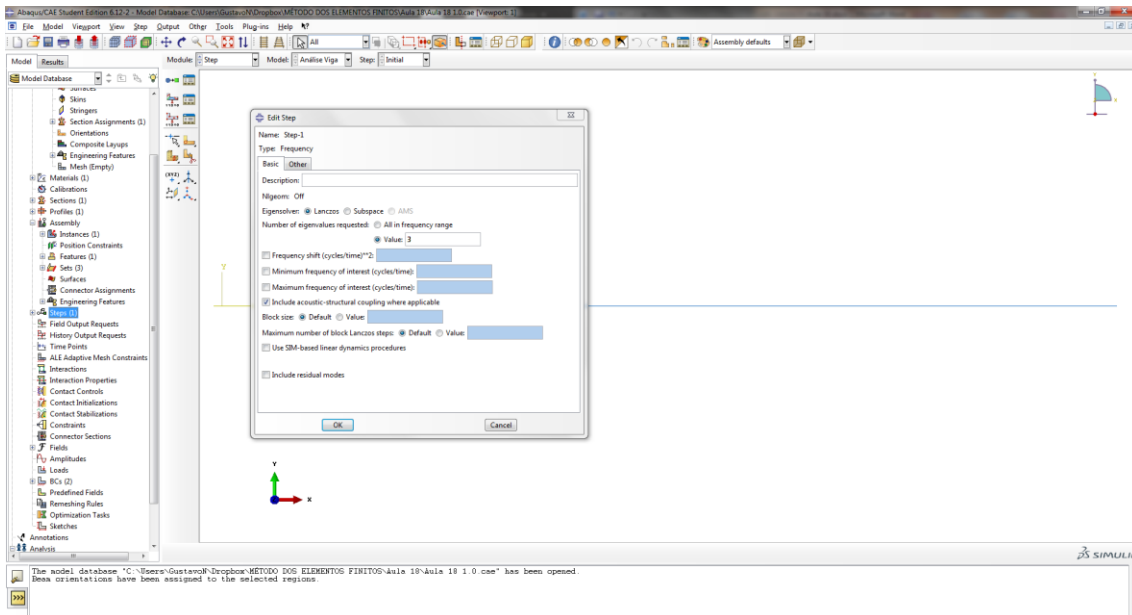 Abaqus/CAE Student Edition 6.12-2 - Model Database: C:\Users\GustavoN\Dropbox\MÉTODO DOS ELEMENTOS FINITOS\Aula 18\Aula 18 1.0.cae [Viewport: 1]
File Model Viewport View Step Output Other Tools Plug-ins Help
All Assembly defaults
Model Results Module: Step Model: Análise Viga Step: Initial
Model Database
Surfaces
Skins
Stringers
Section Assignments (1)
Orientations
Composite Layups
Engineering Features
Mesh (Empty)
Materials (1)
Calibrations
Sections (1)
Profiles (1)
Assembly
Instances (1)
Position Constraints
Features (1)
Sets (3)
Surfaces
Connector Assignments
Engineering Features
Steps (1)
Field Output Requests
History Output Requests
Time Points
ALE Adaptive Mesh Constraints
Interactions
Interaction Properties
Contact Controls
Contact Initializations
Contact Stabilizations
Constraints
Connector Sections
Fields
Amplitudes
Loads
BCs (2)
Predefined Fields
Remeshing Rules
Optimization Tasks
Sketches
Annotations
Analysis
(XYZ)
Edit Step
Name: Step-1
Type: Frequency
Basic Other
Description:
Nlgeom: Off
Eigensolver: Lanczos Subspace AMS
Number of eigenvalues requested: All in frequency range
Value: 3
Frequency shift (cycles/time)**2:
Minimum frequency of interest (cycles/time):
Maximum frequency of interest (cycles/time):
Include acoustic-structural coupling where applicable
Block size: Default Value:
Maximum number of block Lanczos steps: Default Value:
Use SIM-based linear dynamics procedures
Include residual modes
OK Cancel
Y
Y
X
Y
X
SIMULI
The model database "C:\Users\GustavoN\Dropbox\MÉTODO DOS ELEMENTOS FINITOS\Aula 18\Aula 18 1.0.cae" has been opened.
Beam orientations have been assigned to the selected regions.
>>>